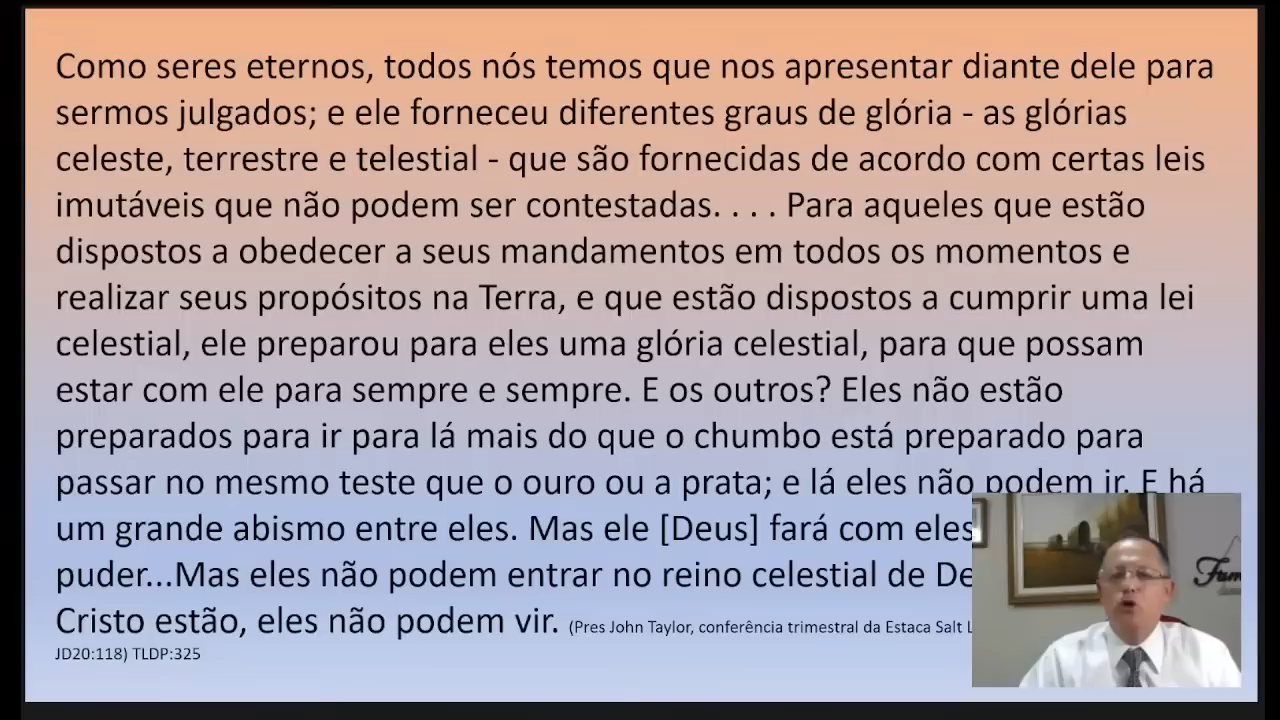 Como seres eternos, todos nós temos que nos apresentar diante dele para
sermos julgados; e ele forneceu diferentes graus de glória - as glórias
celeste, terrestre e telestial - que são fornecidas de acordo com certas leis
imutáveis que não podem ser contestadas. . . . Para aqueles que estão
dispostos a obedecer a seus mandamentos em todos os momentos e
realizar seus propósitos na Terra, e que estão dispostos a cumprir uma lei
celestial, ele preparou para eles uma glória celestial, para que possam
estar com ele para sempre e sempre. E os outros? Eles não estão
preparados para ir para lá mais do que o chumbo está preparado para
passar no mesmo teste que o ouro ou a prata; e lá eles não podem ir. E há
um grande abismo entre eles. Mas ele [Deus] fará com eles
puder...Mas eles não podem entrar no reino celestial de De
Cristo estão, eles não podem vir. (Pres John Taylor, conferência trimestral da Estaca Salt L
JD20:118) TLDP:325